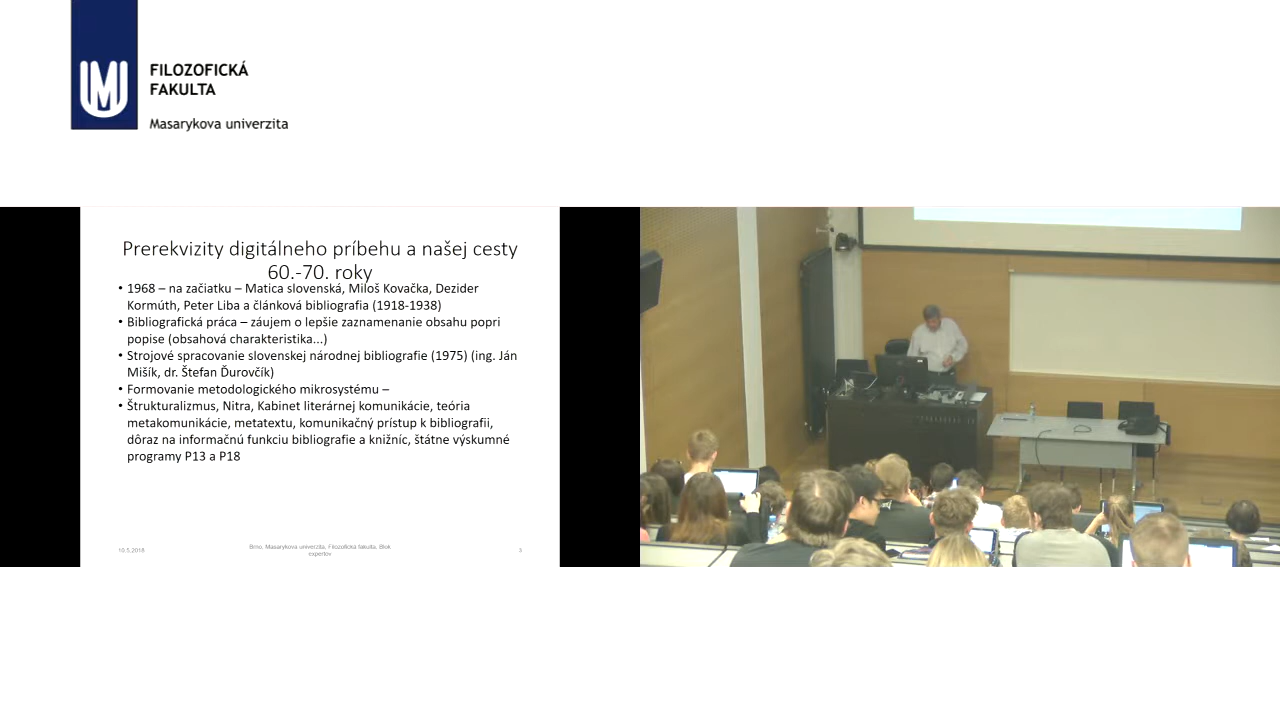 FILOZOFICKÁ
FAKULTA
Masarykova univerzita
Prerekvizity digitálneho príbehu a našej cesty
60.-70. roky
• 1968 – na začiatku – Matica slovenská, Miloš Kovačka, Dezider
Kormúth, Peter Liba a článková bibliografia (1918-1938)
• Bibliografická práca – záujem o lepšie zaznamenanie obsahu popri
popise (obsahová charakteristika...)
• Strojové spracovanie slovenskej národnej bibliografie (1975) (ing. Ján
Mišík, dr. Štefan Ďurovčík)
• Formovanie metodologického mikrosystému –
• Štrukturalizmus, Nitra, Kabinet literárnej komunikácie, teória
metakomunikácie, metatextu, komunikačný prístup k bibliografii,
dôraz na informačnú funkciu bibliografie a knižníc, štátne výskumné
programy P13 a P18
10.5.2018
Brno, Masarykova univerzita, Filozofická fakulta, Blok
expertov
3